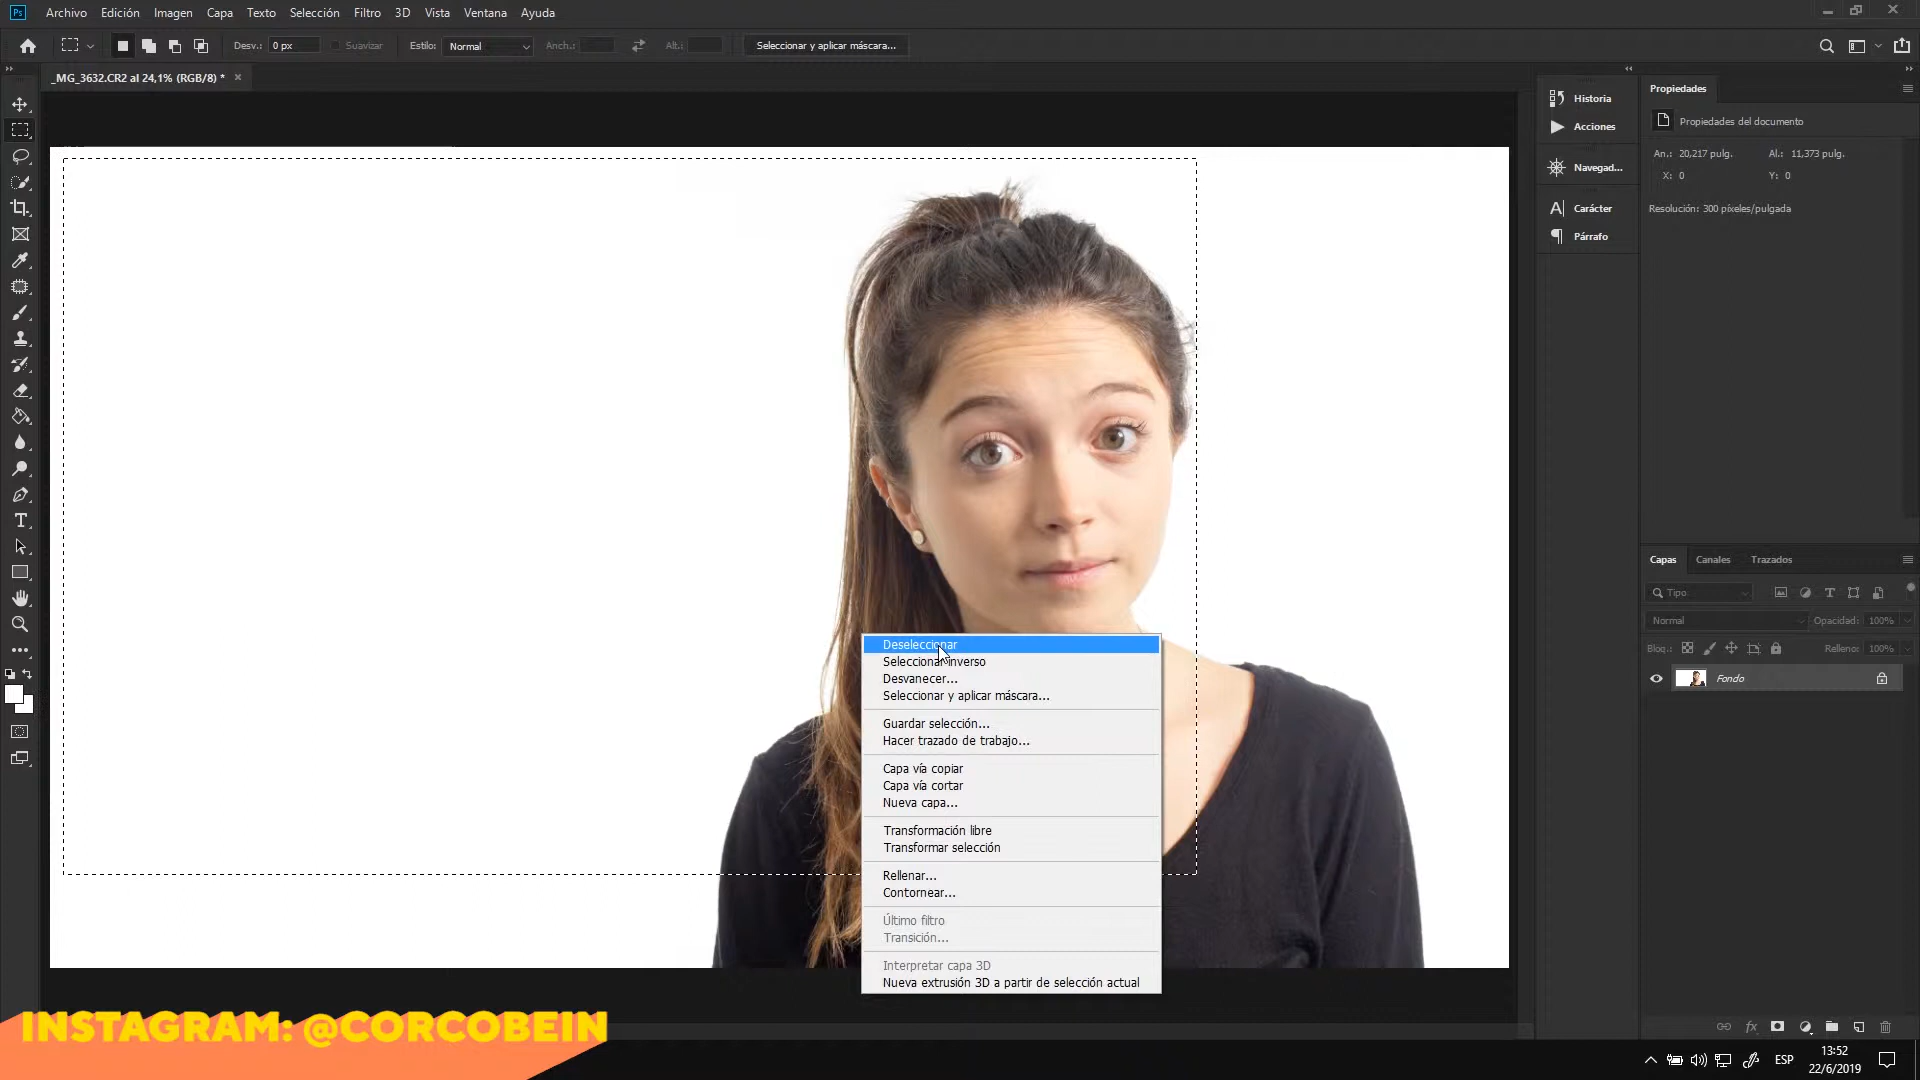 Ps Archivo Edición Imagen Capa Texto Selección Filtro 3D Vista Ventana Ayuda
Desv.: 0 px Suavizar Estilo: Normal Anch.: Alt.: Seleccionar y aplicar máscara...
_MG_3632.CR2 al 24,1% (RGB/8) *
Historia
Acciones
Navegad...
Carácter
Párrafo
Propiedades
Propiedades del documento
An.: 20,217 pulg. Al.: 11,373 pulg.
X: 0 Y: 0
Resolución: 300 píxeles/pulgada
Deseleccionar
Seleccionar inverso
Desvanecer...
Seleccionar y aplicar máscara...
Guardar selección...
Hacer trazado de trabajo...
Capa vía copiar
Capa vía cortar
Nueva capa...
Transformación libre
Transformar selección
Rellenar...
Contornear...
Último filtro
Transición...
Interpretar capa 3D
Nueva extrusión 3D a partir de selección actual
Capas Canales Trazados
Tipo
Normal Opacidad: 100%
Bloq.: Relleno: 100%
Fondo
INSTAGRAM: @CORCOBEIN
ESP
13:52
22/6/2019